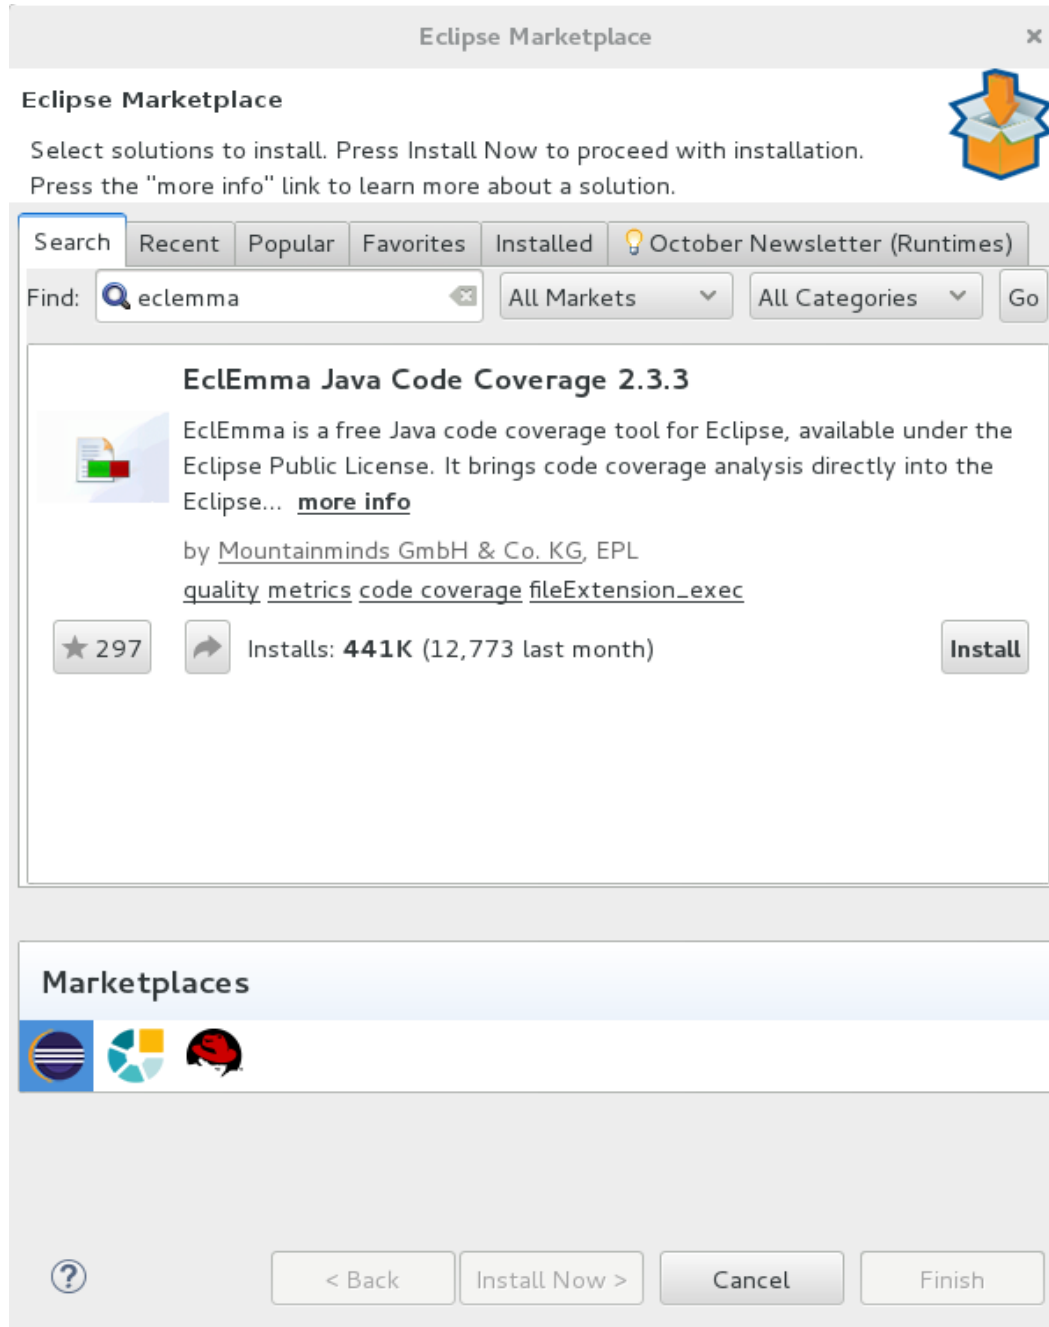 Eclipse Marketplace
Eclipse Marketplace
Select solutions to install. Press Install Now to proceed with installation.
Press the "more info" link to learn more about a solution.
Search Recent Popular Favorites Installed October Newsletter (Runtimes)
Find: eclemma All Markets All Categories Go
EclEmma Java Code Coverage 2.3.3
EclEmma is a free Java code coverage tool for Eclipse, available under the
Eclipse Public License. It brings code coverage analysis directly into the
Eclipse... more info
by Mountainminds GmbH & Co. KG, EPL
quality metrics code coverage fileExtension_exec
297 Installs: 441K (12,773 last month) Install
Marketplaces
? < Back Install Now > Cancel Finish